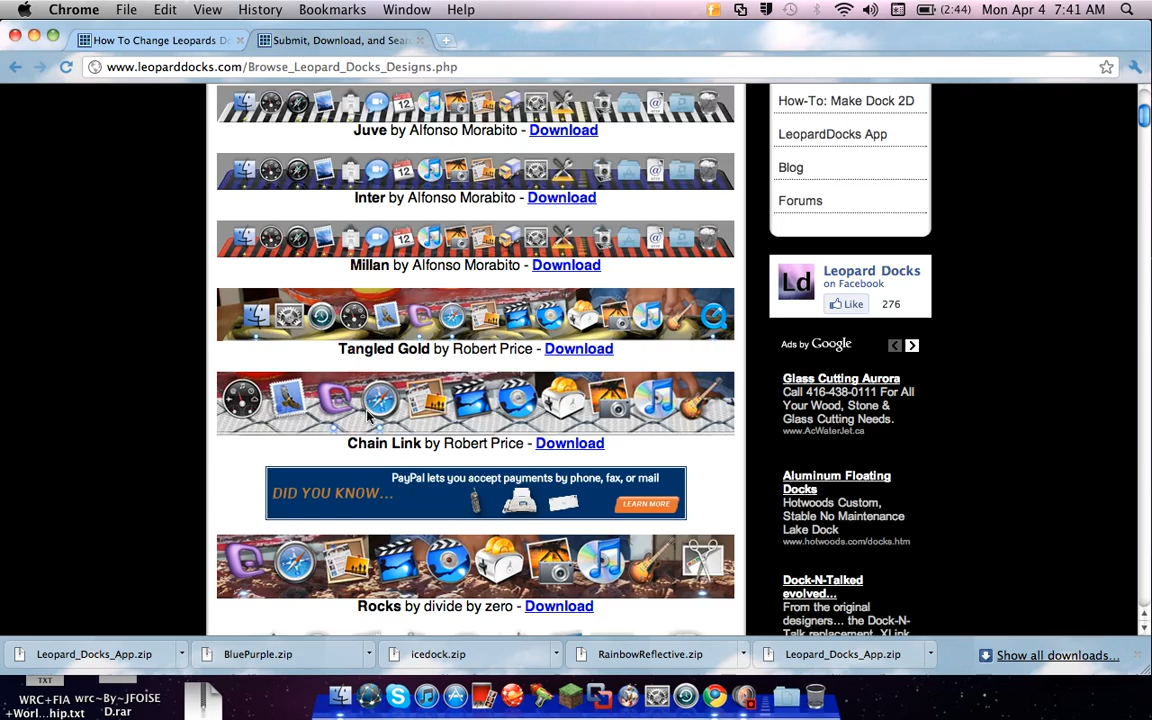 Chrome File Edit View History Bookmarks Window Help (2:44) Mon Apr 4 7:41 AM
How To Change Leopards D Submit, Download, and Sear
www.leoparddocks.com/Browse_Leopard_Docks_Designs.php
Juve by Alfonso Morabito - Download
Inter by Alfonso Morabito - Download
Millan by Alfonso Morabito - Download
Tangled Gold by Robert Price - Download
Chain Link by Robert Price - Download
DID YOU KNOW...
PayPal lets you accept payments by phone, fax, or mail
LEARN MORE
Rocks by divide by zero - Download
How-To: Make Dock 2D
LeopardDocks App
Blog
Forums
Ld
Leopard Docks
on Facebook
Like 276
Ads by Google
Glass Cutting Aurora
Call 416-438-0111 For All
Your Wood, Stone &
Glass Cutting Needs.
www.AcWaterJet.ca
Aluminum Floating
Docks
Hotwoods Custom,
Stable No Maintenance
Lake Dock
www.hotwoods.com/docks.htm
Dock-N-Talked
evolved...
From the original
designers... the Dock-N-
Talk replacement, XLink
Leopard_Docks_App.zip BluePurple.zip icedock.zip RainbowReflective.zip Leopard_Docks_App.zip Show all downloads...
TXT
WRC+FIA wrc~By~JFOISE
+Worl...hip.txt D.rar